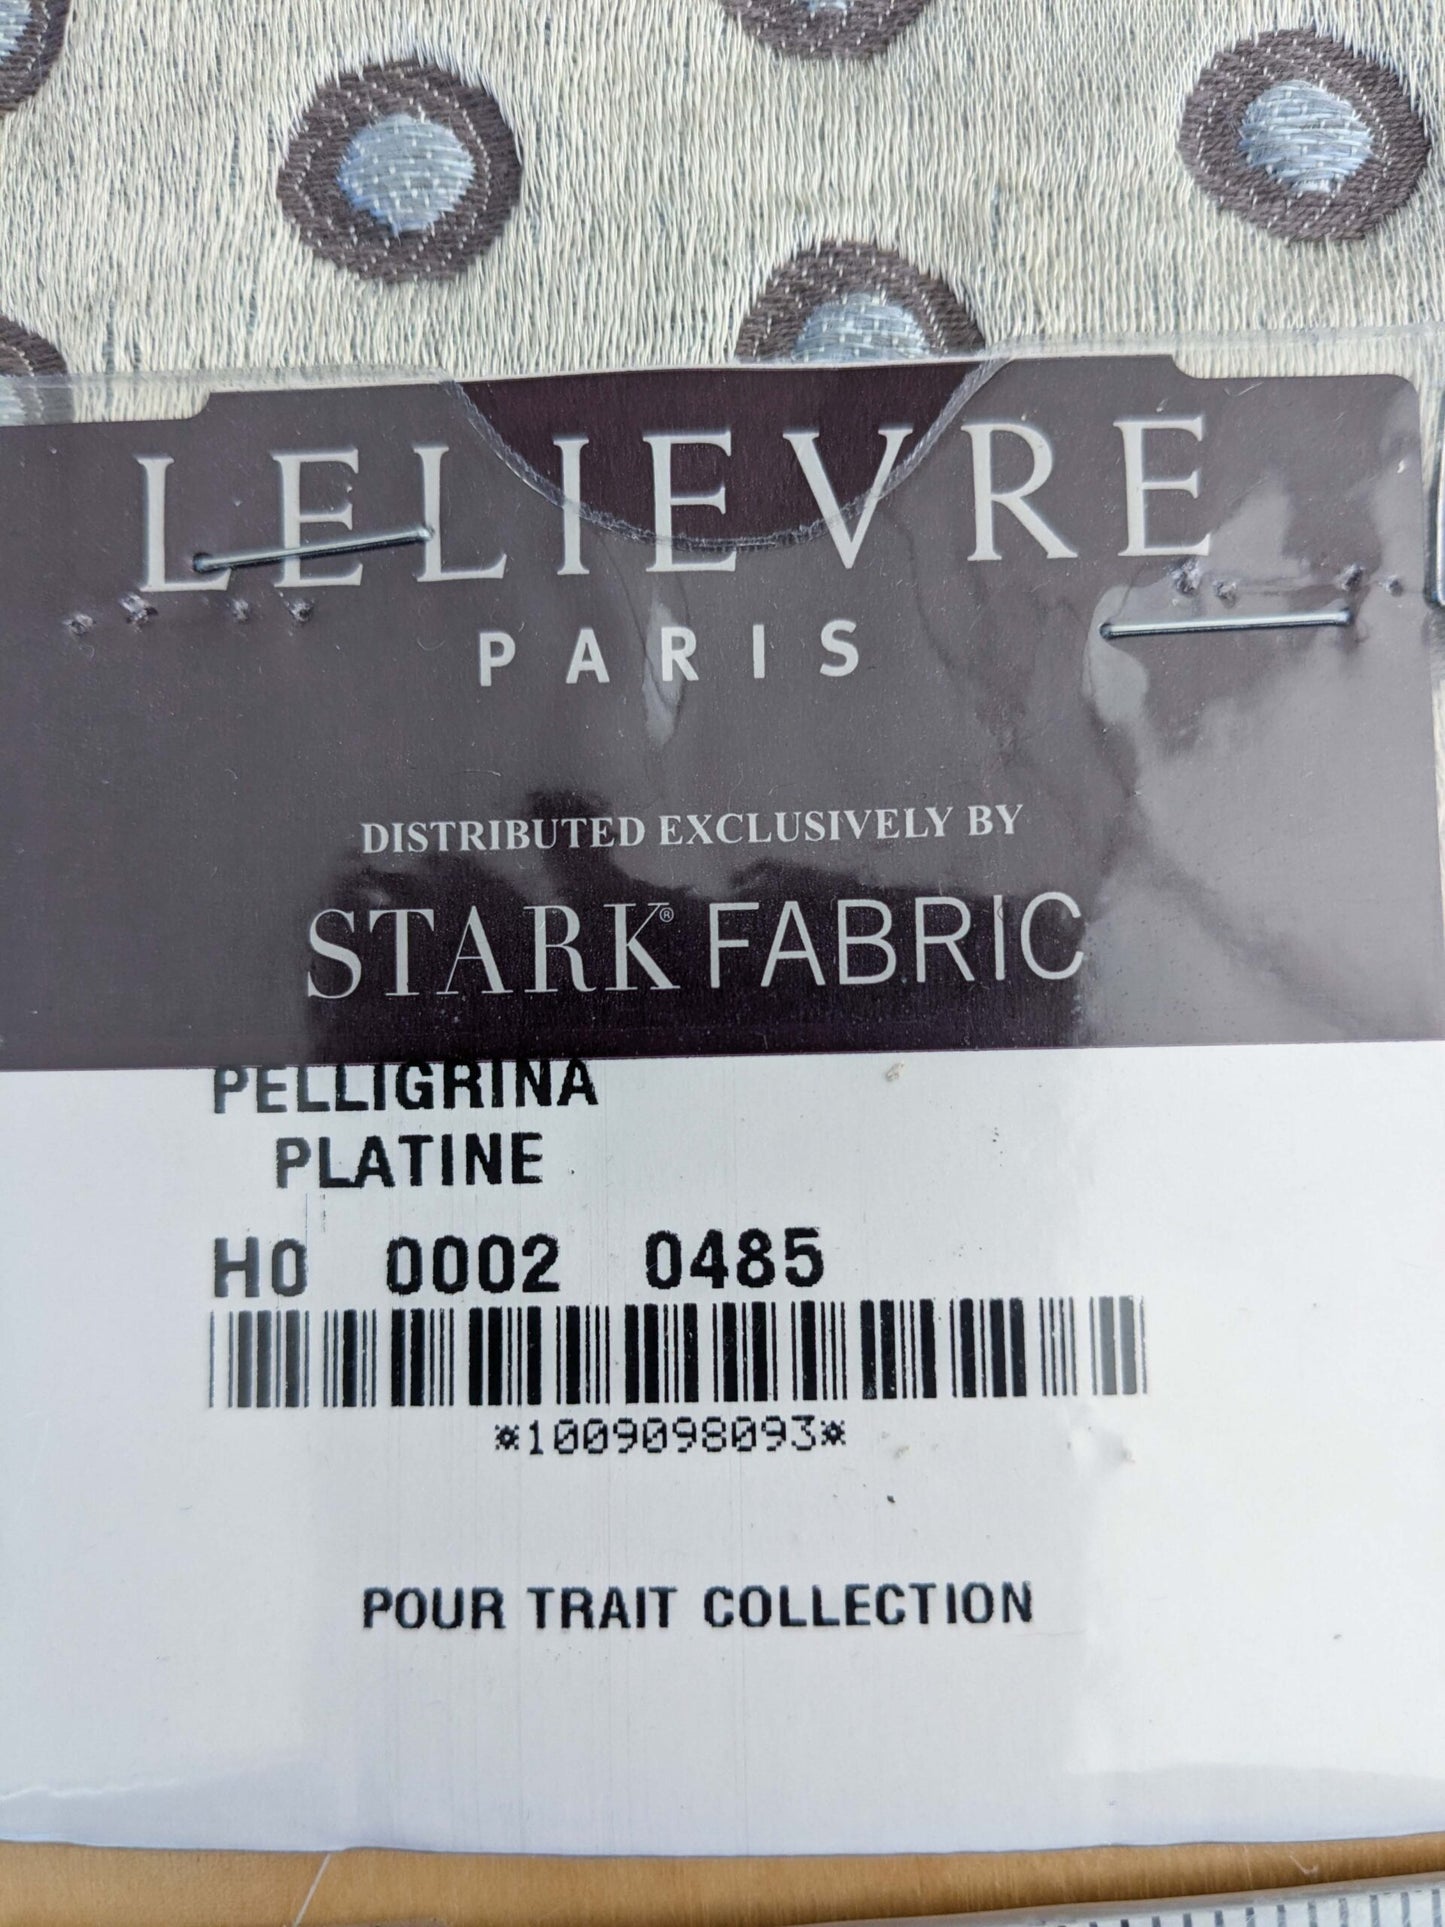 LELIEVRE
PARIS
DISTRIBUTED EXCLUSIVELY BY
STARK® FABRIC
PELLIGRINA
PLATINE
H0 0002 0485
*1009098093*
POUR TRAIT COLLECTION